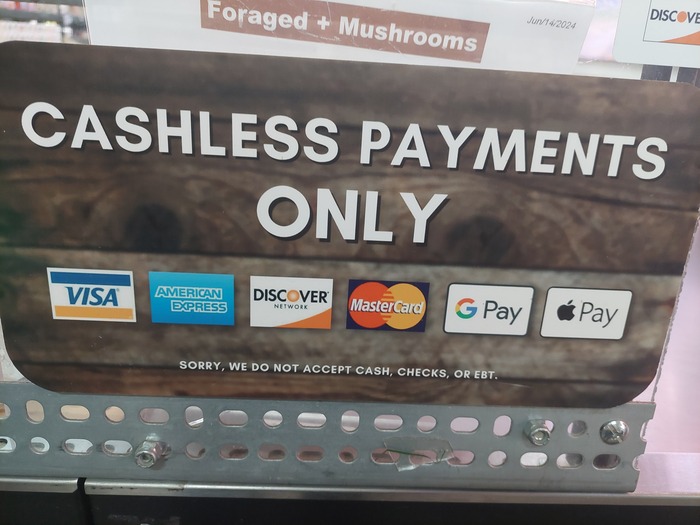 Foraged + Mushrooms
Jun/14/2024
CASHLESS PAYMENTS
ONLY
VISA
AMERICAN
EXPRESS
DISCOVER
NETWORK
MasterCard
G Pay
Pay
SORRY, WE DO NOT ACCEPT CASH, CHECKS, OR EBT.